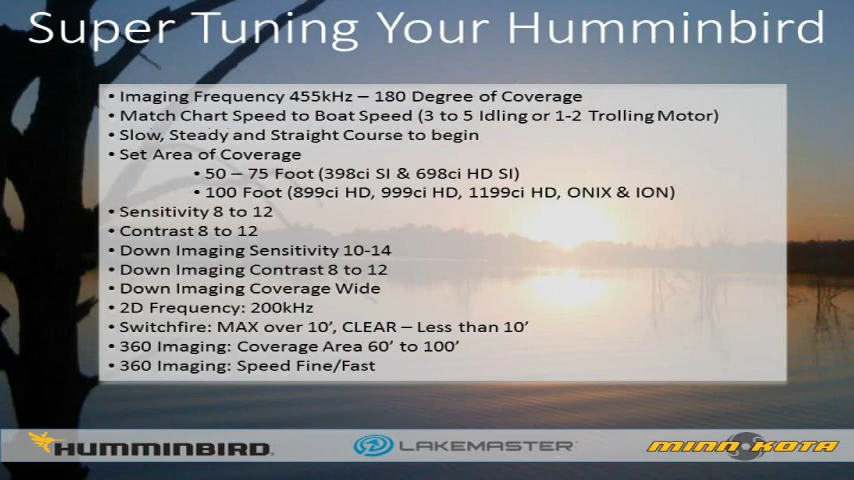 Super Tuning Your Humminbird
• Imaging Frequency 455kHz – 180 Degree of Coverage
• Match Chart Speed to Boat Speed (3 to 5 Idling or 1-2 Trolling Motor)
• Slow, Steady and Straight Course to begin
• Set Area of Coverage
• 50 – 75 Foot (398ci SI & 698ci HD SI)
• 100 Foot (899ci HD, 999ci HD, 1199ci HD, ONIX & ION)
• Sensitivity 8 to 12
• Contrast 8 to 12
• Down Imaging Sensitivity 10-14
• Down Imaging Contrast 8 to 12
• Down Imaging Coverage Wide
• 2D Frequency: 200kHz
• Switchfire: MAX over 10’, CLEAR – Less than 10’
• 360 Imaging: Coverage Area 60’ to 100’
• 360 Imaging: Speed Fine/Fast
HUMMINBIRD LAKEMASTER MINN KOTA